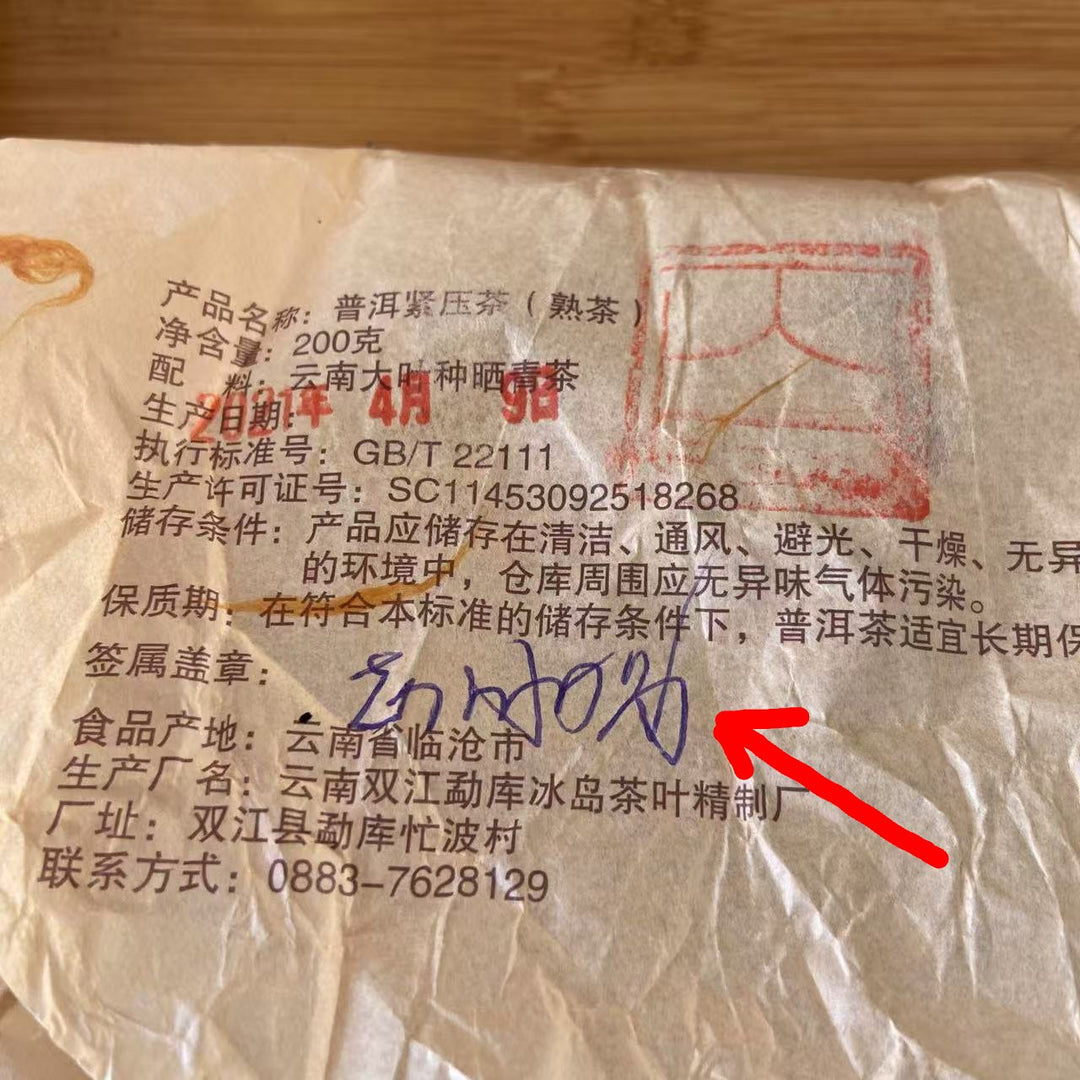 产品名称：普洱紧压茶（熟茶）
净含量：200克
配 料：云南大叶种晒青茶
生产日期：2021年 4月 9日
执行标准号：GB/T 22111
生产许可证号：SC11453092518268
储存条件：产品应储存在清洁、通风、避光、干燥、无异
的环境中，仓库周围应无异味气体污染。
保质期：在符合本标准的储存条件下，普洱茶适宜长期保
签属盖章：
食品产地：云南省临沧市
生产厂名：云南双江勐库冰岛茶叶精制厂
厂址：双江县勐库忙波村
联系方式：0883-7628129